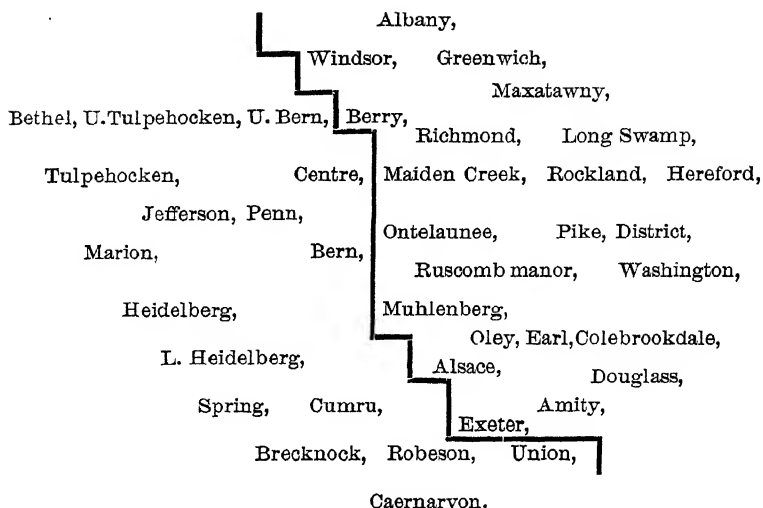 Albany,
Windsor, Greenwich,
Maxatawny,
Bethel, U.Tulpehocken, U. Bern, Berry,
Richmond, Long Swamp,
Tulpehocken, Centre, Maiden Creek, Rockland, Hereford,
Jefferson, Penn,
Ontelaunee, Pike, District,
Marion, Bern,
Ruscomb manor, Washington,
Heidelberg, Muhlenberg,
Oley, Earl, Colebrookdale,
L. Heidelberg,
Alsace,
Douglass,
Spring, Cumru, Amity,
Exeter,
Brecknock, Robeson, Union,
Caernarvon.